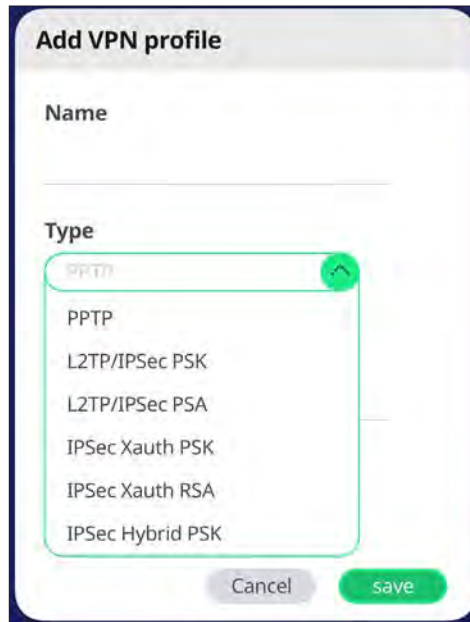 Add VPN profile
Name
Type
PPTP
PPTP
L2TP/IPSec PSK
L2TP/IPSec PSA
IPSec Xauth PSK
IPSec Xauth RSA
IPSec Hybrid PSK
Cancel
save